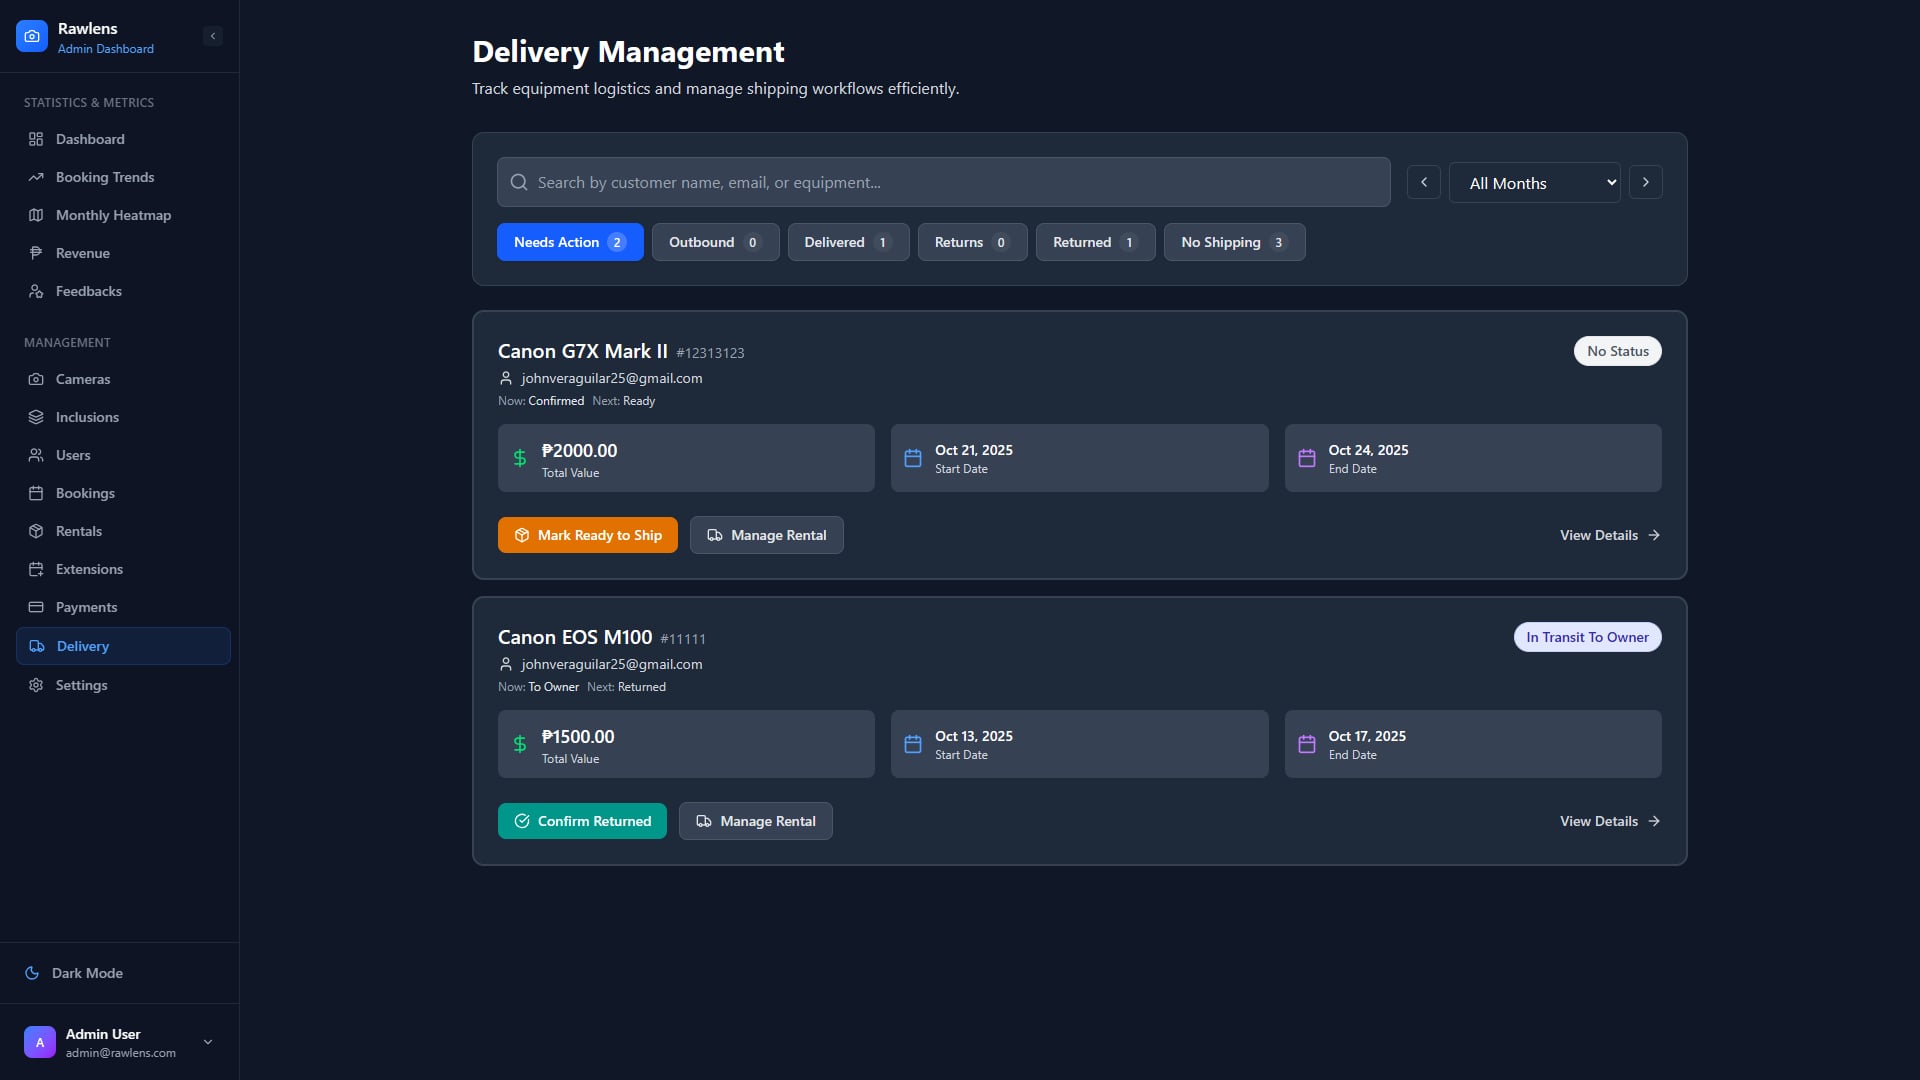 Rawlens
Admin Dashboard
STATISTICS & METRICS
Dashboard
Booking Trends
Monthly Heatmap
Revenue
Feedbacks
MANAGEMENT
Cameras
Inclusions
Users
Bookings
Rentals
Extensions
Payments
Delivery
Settings
Dark Mode
A
Admin User
admin@rawlens.com
Delivery Management
Track equipment logistics and manage shipping workflows efficiently.
Search by customer name, email, or equipment...
All Months
Needs Action 2 Outbound 0 Delivered 1 Returns 0 Returned 1 No Shipping 3
Canon G7X Mark II #12313123
No Status
johnveraguilar25@gmail.com
Now: Confirmed Next: Ready
₱2000.00
Total Value
Oct 21, 2025
Start Date
Oct 24, 2025
End Date
Mark Ready to Ship Manage Rental View Details
Canon EOS M100 #11111
In Transit To Owner
johnveraguilar25@gmail.com
Now: To Owner Next: Returned
₱1500.00
Total Value
Oct 13, 2025
Start Date
Oct 17, 2025
End Date
Confirm Returned Manage Rental View Details